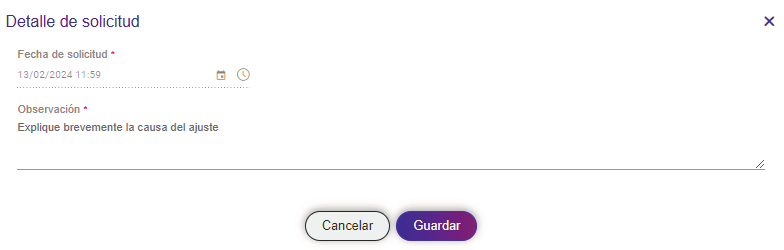 Detalle de solicitud
Fecha de solicitud *
13/02/2024 11:59
Observación *
Explique brevemente la causa del ajuste
Cancelar Guardar